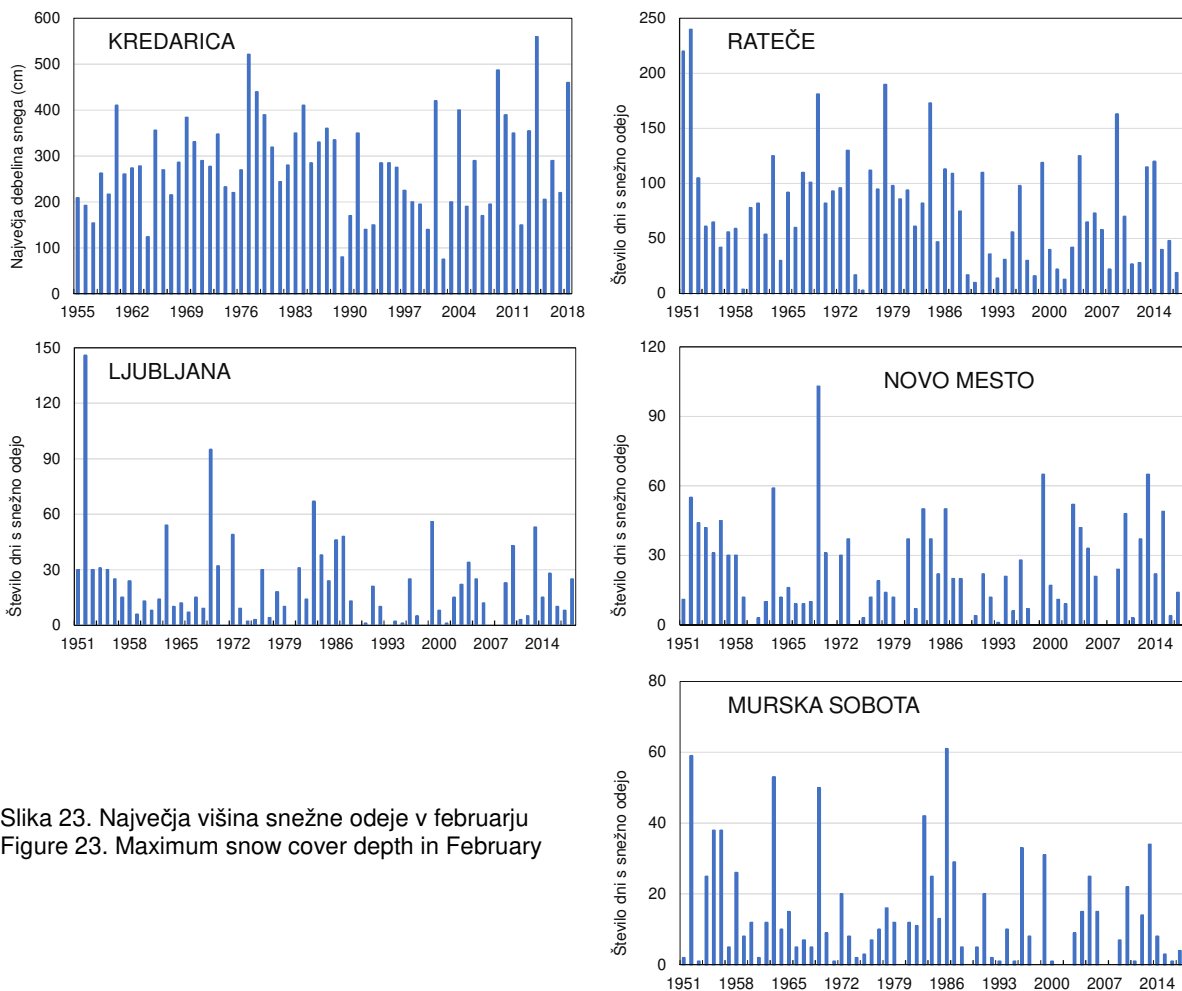 KREDARICA
Največja debelina snega (cm)
600
500
400
300
200
100
0
1955 1962 1969 1976 1983 1990 1997 2004 2011 2018
RATEČE
Število dni s snežno odejo
250
200
150
100
50
0
1951 1958 1965 1972 1979 1986 1993 2000 2007 2014
LJUBLJANA
Število dni s snežno odejo
150
120
90
60
30
0
1951 1958 1965 1972 1979 1986 1993 2000 2007 2014
NOVO MESTO
Število dni s snežno odejo
120
90
60
30
0
1951 1958 1965 1972 1979 1986 1993 2000 2007 2014
MURSKA SOBOTA
Število dni s snežno odejo
80
60
40
20
0
1951 1958 1965 1972 1979 1986 1993 2000 2007 2014
Slika 23. Največja višina snežne odeje v februarju
Figure 23. Maximum snow cover depth in February